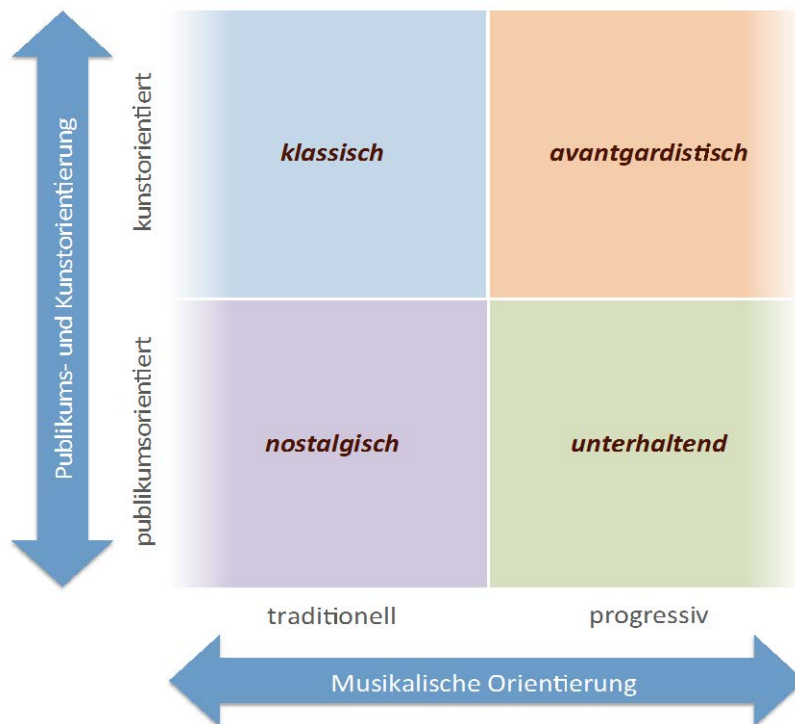 Publikums- und Kunstorientierung
kunstorientiert
klassisch
avantgardistisch
publikumsorientiert
nostalgisch
unterhaltend
traditionell
progressiv
Musikalische Orientierung